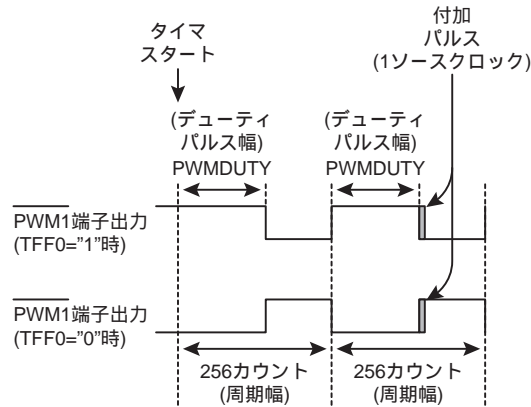 タイマ
スタート
付加
パルス
(1ソースクロック)
(デューティ
パルス幅)
PWMDUTY
(デューティ
パルス幅)
PWMDUTY
PWM1端子出力
(TFF0="1"時)
PWM1端子出力
(TFF0="0"時)
256カウント
(周期幅)
256カウント
(周期幅)